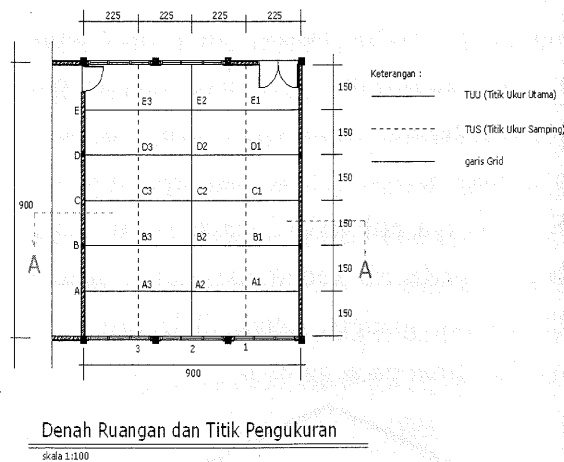 225 225 225 225
Keterangan :
TUU (Titik Ukur Utama)
TUS (Titik Ukur Samping)
garis Grid
E E3 E2 E1
D D3 D2 D1
C C3 C2 C1
B B3 B2 B1
A A3 A2 A1
150
150
150
150
150
150
900
A A
3 2 1
900
Denah Ruangan dan Titik Pengukuran
skala 1:100